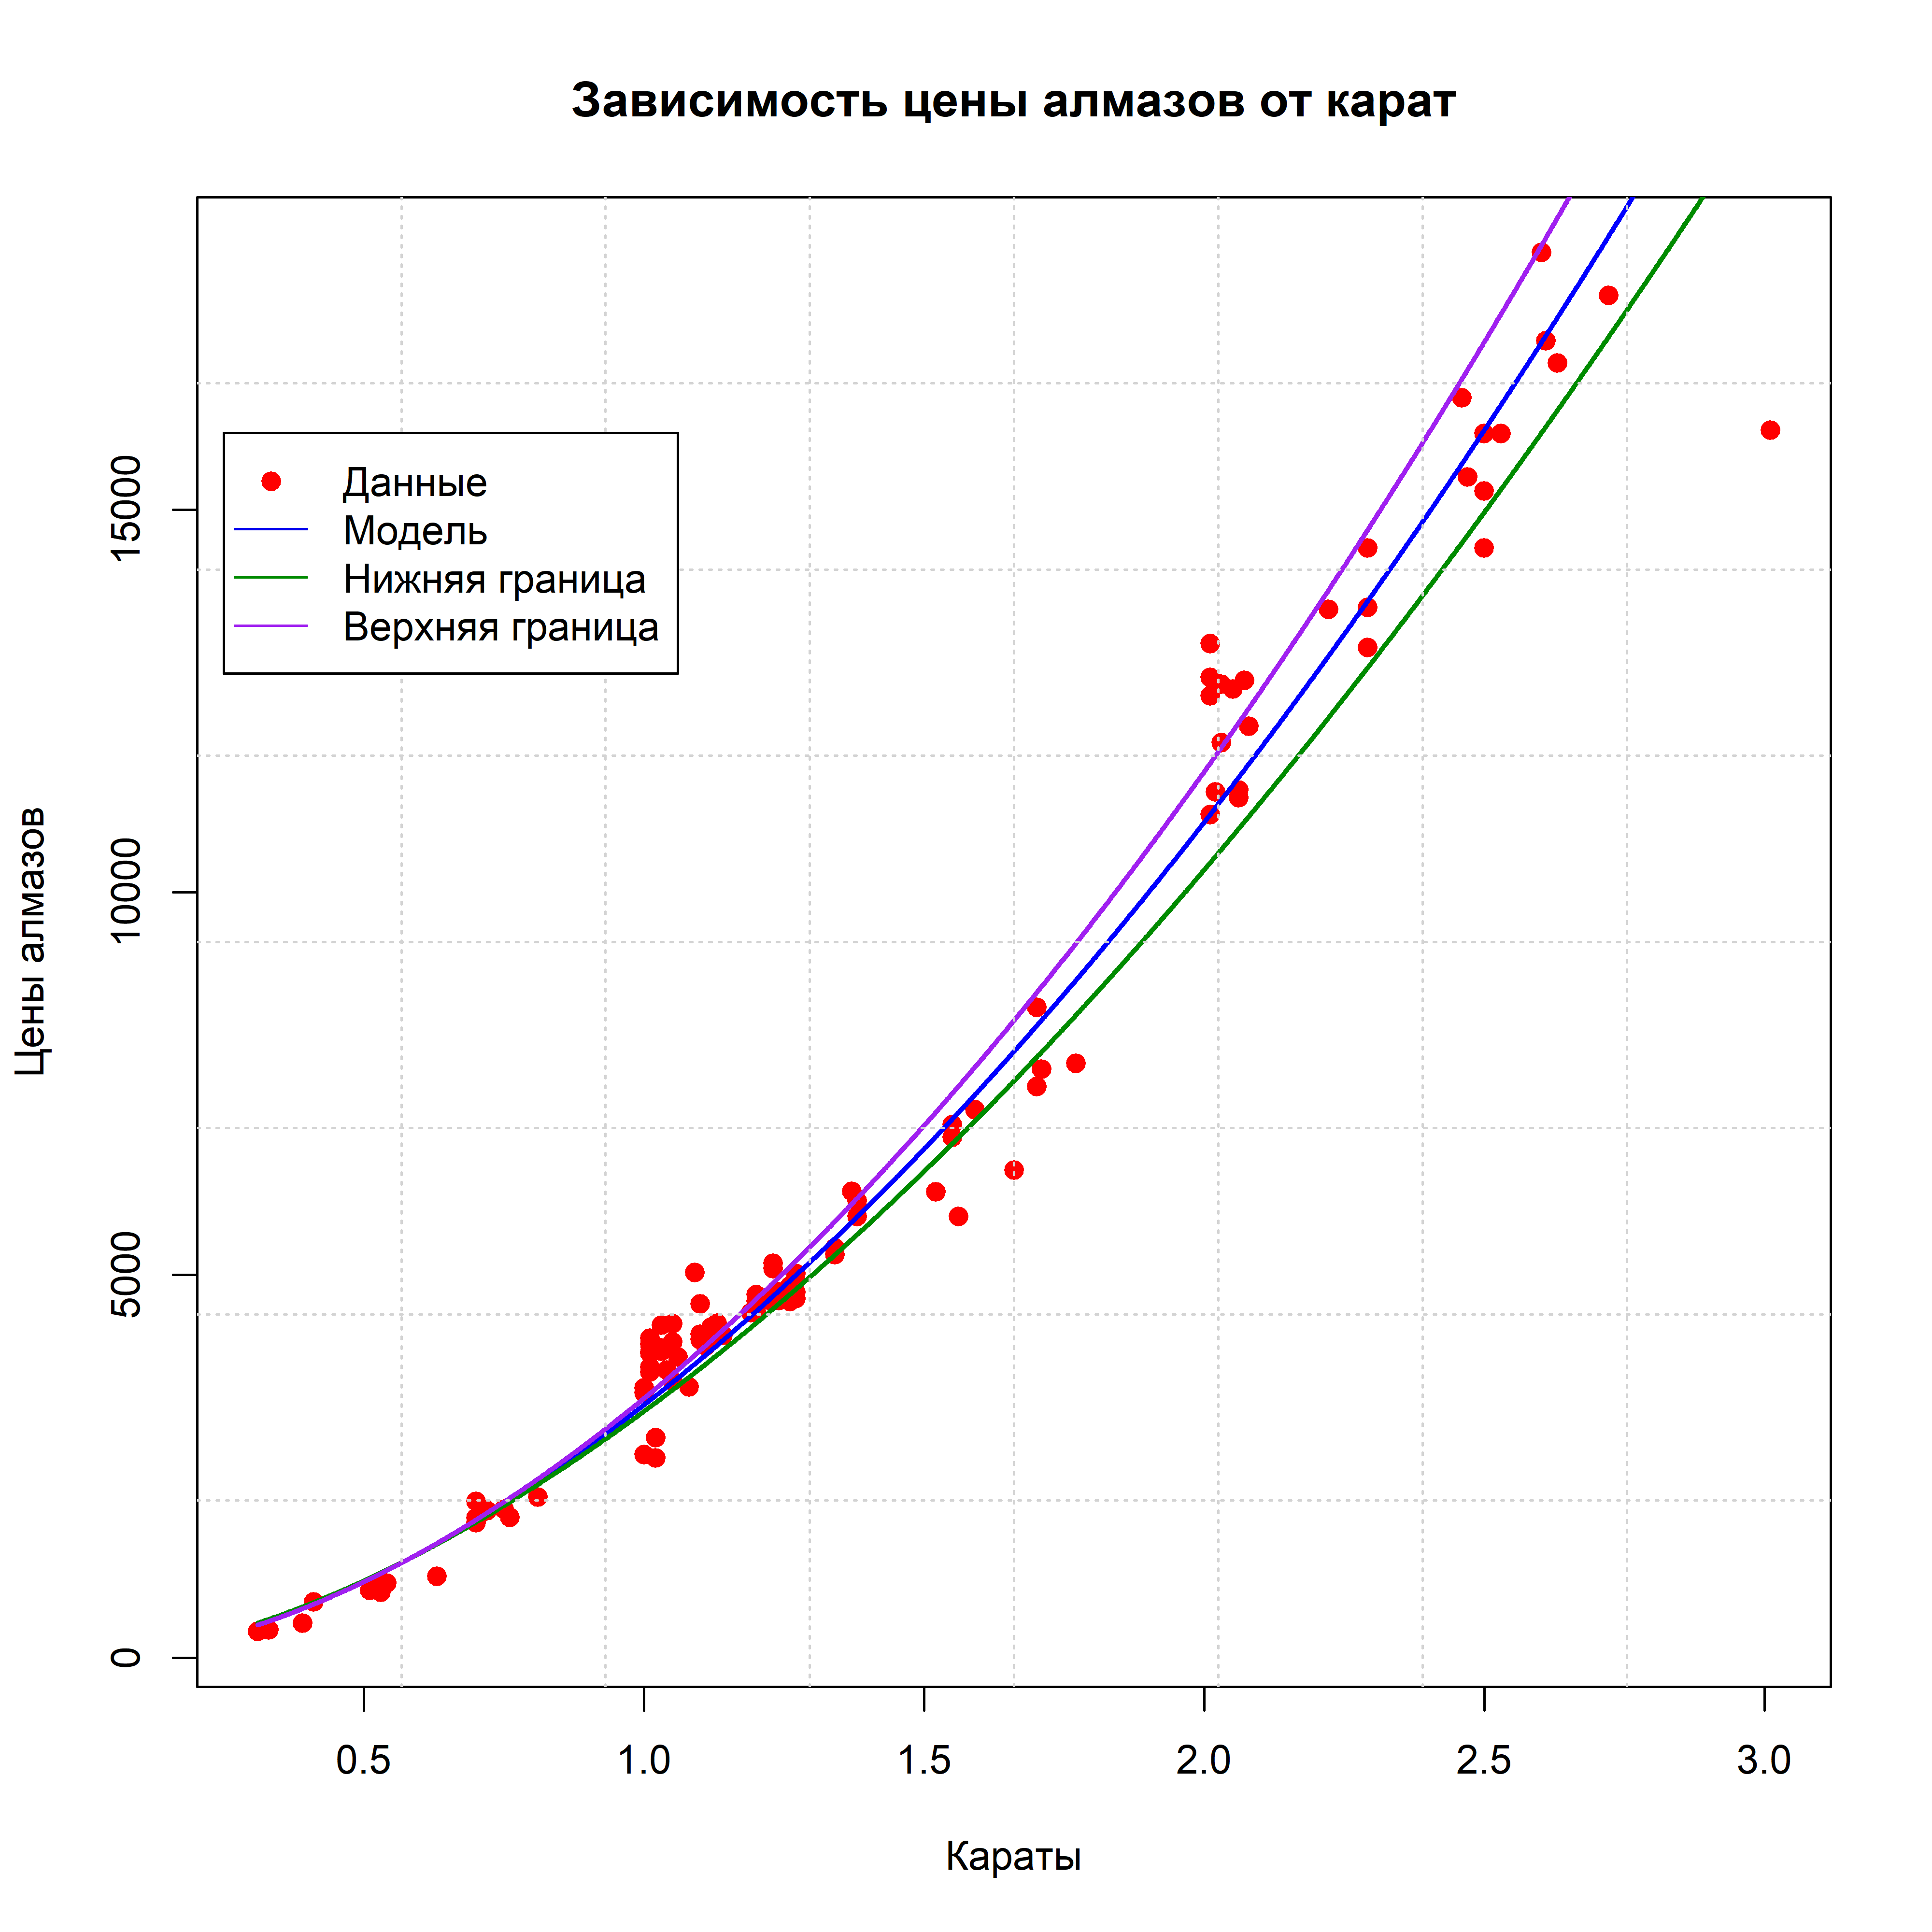 Зависимость цены алмазов от карат
Данные
Модель
Нижняя граница
Верхняя граница
Цены алмазов
15000
10000
5000
0
0.5 1.0 1.5 2.0 2.5 3.0
Караты